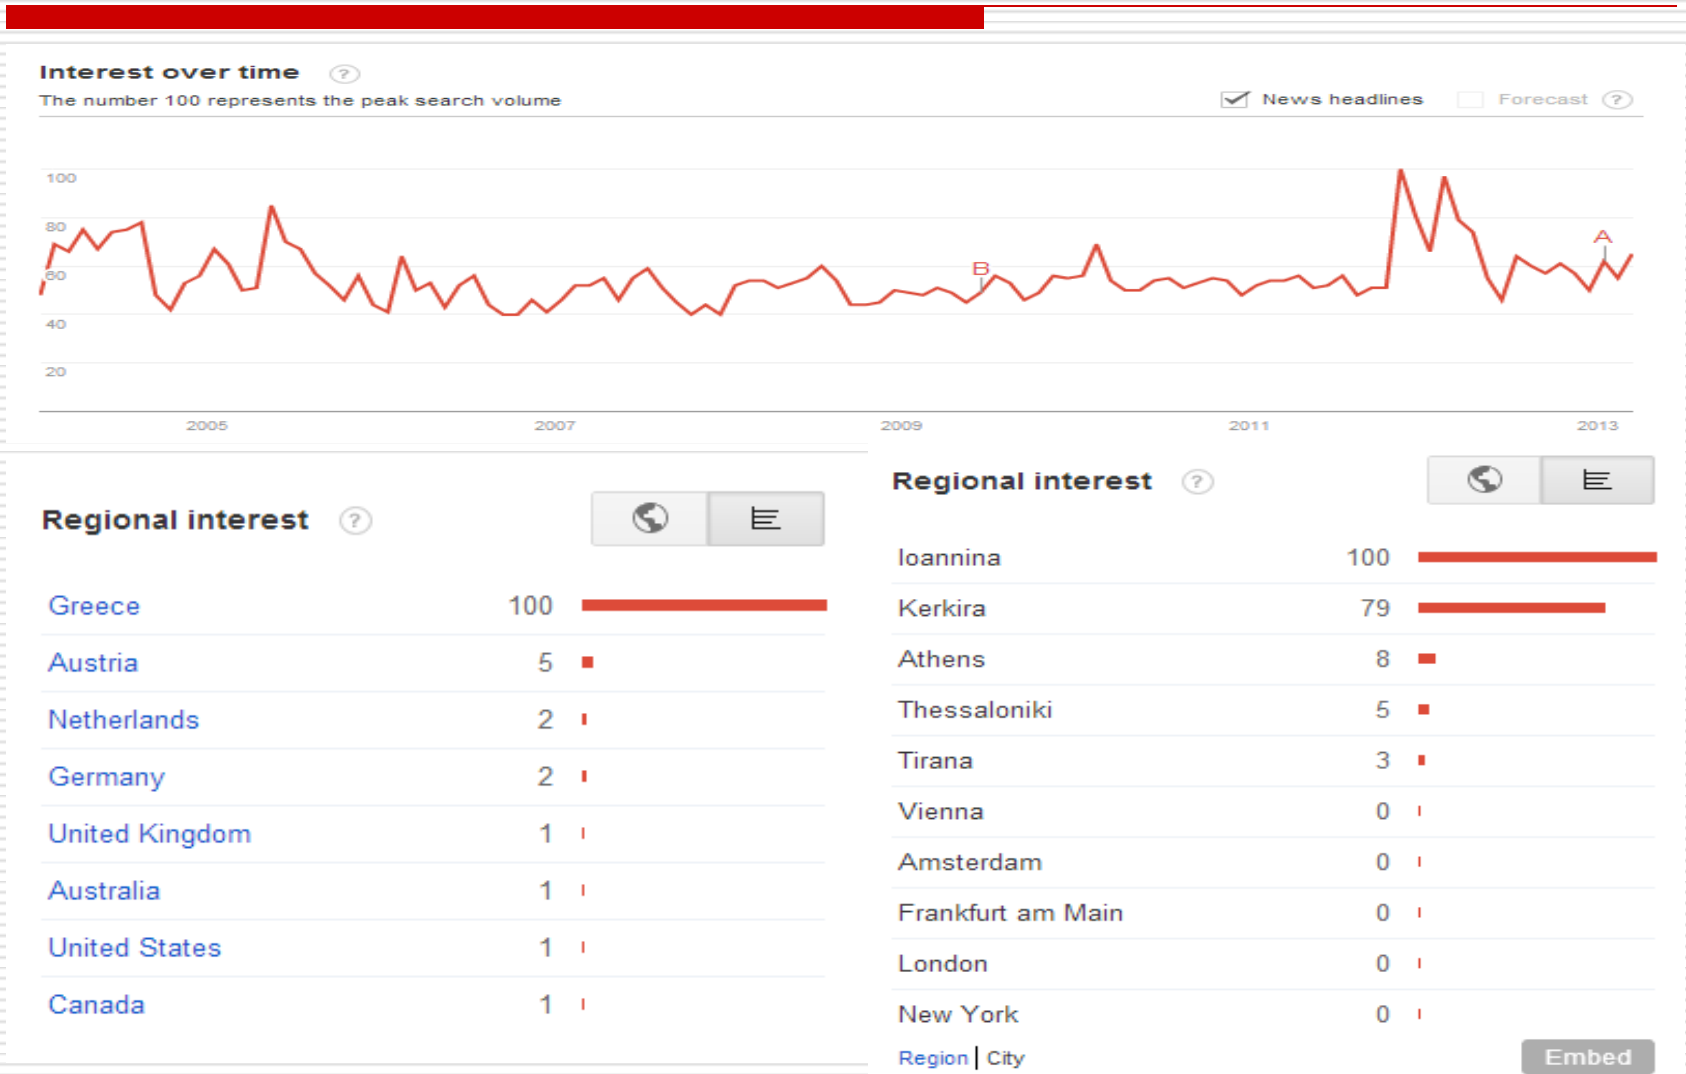 Interest over time ?
The number 100 represents the peak search volume
News headlines Forecast ?
100
80
60
40
20
A
B
2005 2007 2009 2011 2013
Regional interest ?
Greece 100
Austria 5
Netherlands 2
Germany 2
United Kingdom 1
Australia 1
United States 1
Canada 1
Regional interest ?
Ioannina 100
Kerkira 79
Athens 8
Thessaloniki 5
Tirana 3
Vienna 0
Amsterdam 0
Frankfurt am Main 0
London 0
New York 0
Region | City
Embed